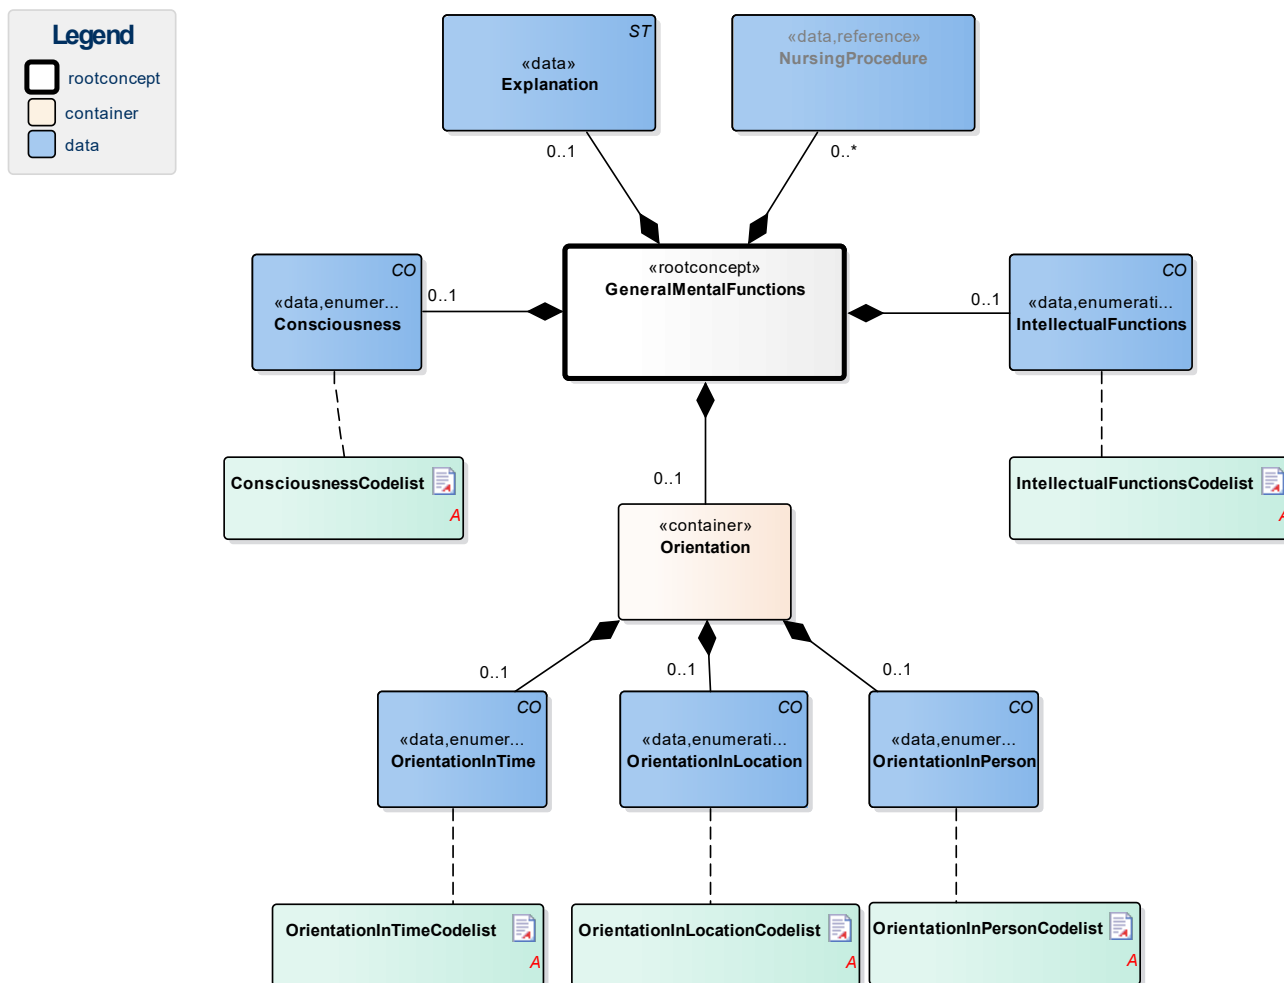 Legend
rootconcept
container
data
ST
«data»
Explanation
«data,reference»
NursingProcedure
0..1
0..*
«rootconcept»
GeneralMentalFunctions
CO
«data,enumer...
Consciousness
0..1
CO
«data,enumerati...
IntellectualFunctions
0..1
ConsciousnessCodelist
A
IntellectualFunctionsCodelist
A
0..1
«container»
Orientation
0..1
0..1
0..1
CO
«data,enumer...
OrientationInTime
CO
«data,enumerati...
OrientationInLocation
CO
«data,enumer...
OrientationInPerson
OrientationInTimeCodelist
A
OrientationInLocationCodelist
A
OrientationInPersonCodelist
A